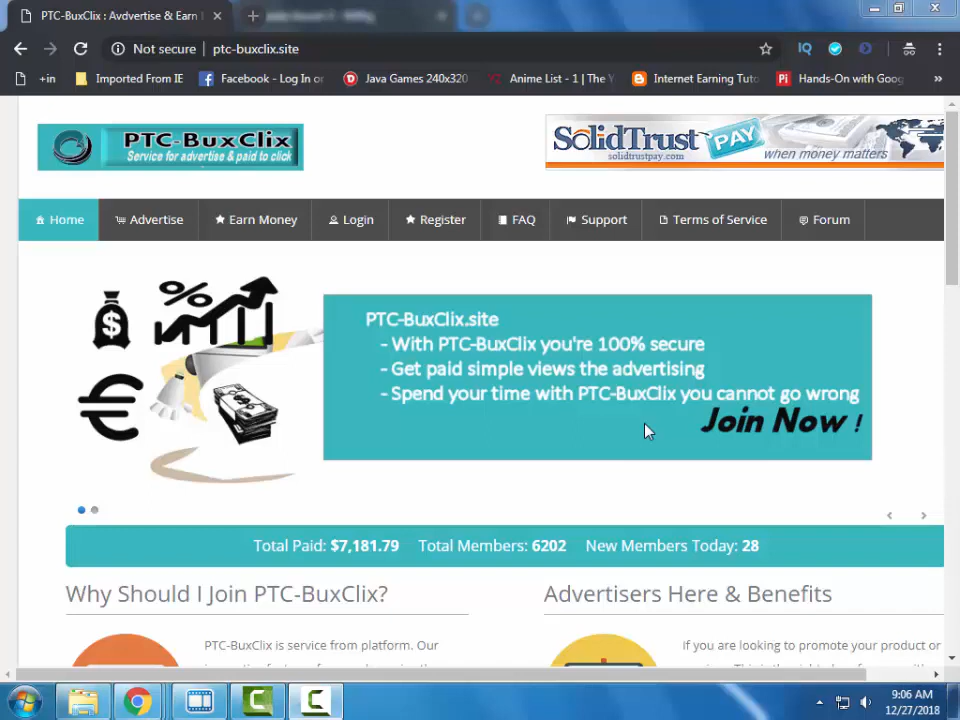 PTC-BuxClix : Avdvertise & Earn
Not secure | ptc-buxclix.site
IQ
+in
Imported From IE
Facebook - Log In or
Java Games 240x320
Anime List - 1 | The Y
Internet Earning Tuto
Hands-On with Goog
»
PTC-BuxClix
Service for advertise & paid to click
SolidTrust PAY
solidtrustpay.com
when money matters
Home
Advertise
Earn Money
Login
Register
FAQ
Support
Terms of Service
Forum
PTC-BuxClix.site
- With PTC-BuxClix you're 100% secure
- Get paid simple views the advertising
- Spend your time with PTC-BuxClix you cannot go wrong
Join Now !
Total Paid: $7,181.79 Total Members: 6202 New Members Today: 28
Why Should I Join PTC-BuxClix?
Advertisers Here & Benefits
PTC-BuxClix is service from platform. Our
if you are looking to promote your product or
9:06 AM
12/27/2018